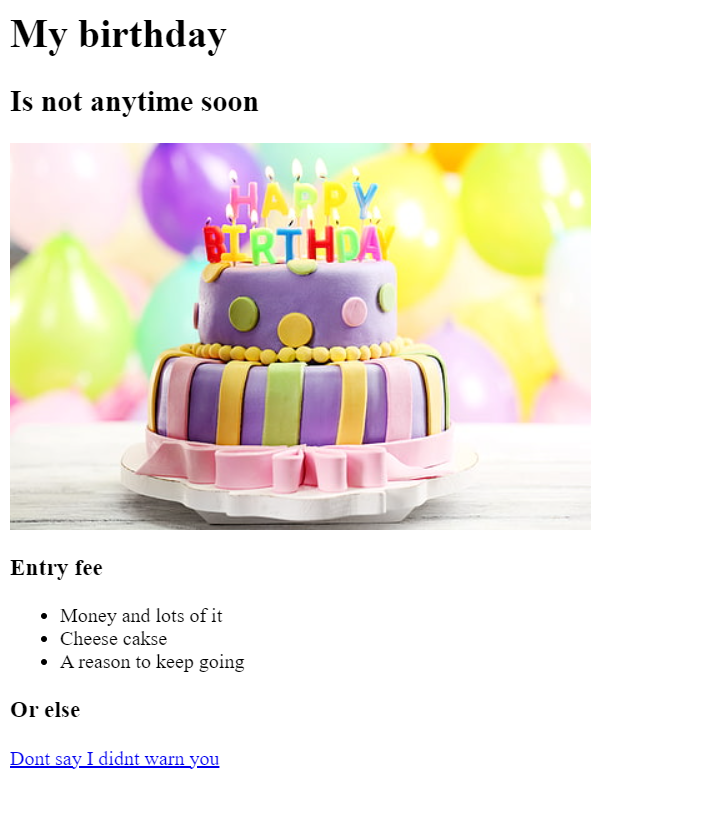 My birthday
Is not anytime soon
HAPPY
BIRTHDAY
Entry fee
Money and lots of it
Cheese cakse
A reason to keep going
Or else
Dont say I didnt warn you